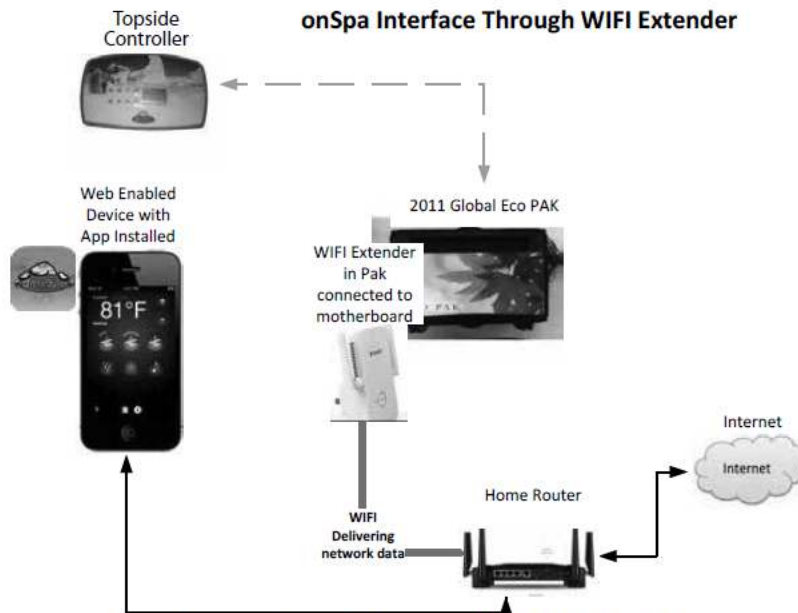 onSpa Interface Through WIFI Extender
Topside
Controller
Web Enabled
Device with
App Installed
81°F
2011 Global Eco PAK
WIFI Extender
in Pak
connected to
motherboard
O PAK
WIFI
Delivering
network data
Home Router
Internet
Internet